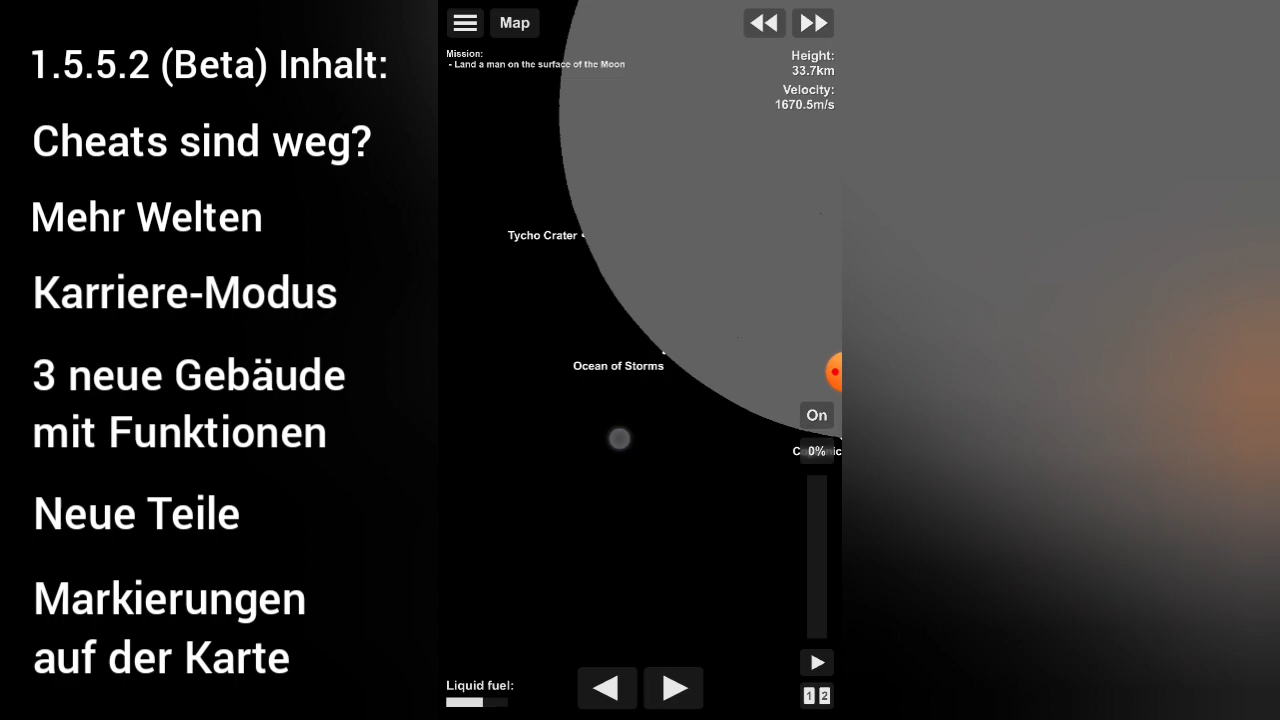 1.5.5.2 (Beta) Inhalt:
Cheats sind weg?
Mehr Welten
Karriere-Modus
3 neue Gebäude
mit Funktionen
Neue Teile
Markierungen
auf der Karte
Map
Mission:
- Land a man on the surface of the Moon
Height:
33.7km
Velocity:
1670.5m/s
Tycho Crater
Ocean of Storms
On
0%
Liquid fuel:
1 2